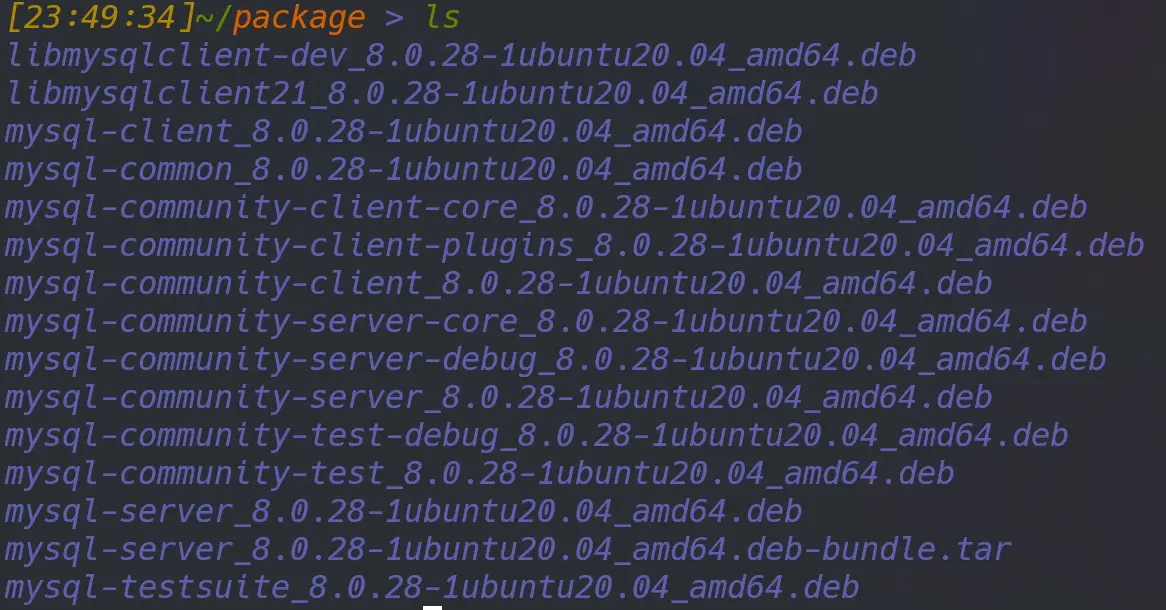 [23:49:34]~/package > ls
libmysqlclient-dev_8.0.28-1ubuntu20.04_amd64.deb
libmysqlclient21_8.0.28-1ubuntu20.04_amd64.deb
mysql-client_8.0.28-1ubuntu20.04_amd64.deb
mysql-common_8.0.28-1ubuntu20.04_amd64.deb
mysql-community-client-core_8.0.28-1ubuntu20.04_amd64.deb
mysql-community-client-plugins_8.0.28-1ubuntu20.04_amd64.deb
mysql-community-client_8.0.28-1ubuntu20.04_amd64.deb
mysql-community-server-core_8.0.28-1ubuntu20.04_amd64.deb
mysql-community-server-debug_8.0.28-1ubuntu20.04_amd64.deb
mysql-community-server_8.0.28-1ubuntu20.04_amd64.deb
mysql-community-test-debug_8.0.28-1ubuntu20.04_amd64.deb
mysql-community-test_8.0.28-1ubuntu20.04_amd64.deb
mysql-server_8.0.28-1ubuntu20.04_amd64.deb
mysql-server_8.0.28-1ubuntu20.04_amd64.deb-bundle.tar
mysql-testsuite_8.0.28-1ubuntu20.04_amd64.deb